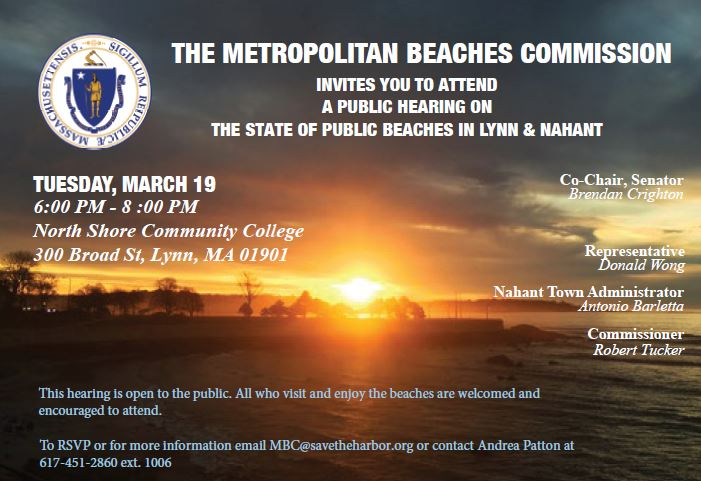 MASSACHUSETTENSIS. SIGILLUM REIPUBLICÆ
THE METROPOLITAN BEACHES COMMISSION
INVITES YOU TO ATTEND
A PUBLIC HEARING ON
THE STATE OF PUBLIC BEACHES IN LYNN & NAHANT
TUESDAY, MARCH 19
6:00 PM - 8 :00 PM
North Shore Community College
300 Broad St, Lynn, MA 01901
Co-Chair, Senator
Brendan Crighton
Representative
Donald Wong
Nahant Town Administrator
Antonio Barletta
Commissioner
Robert Tucker
This hearing is open to the public. All who visit and enjoy the beaches are welcomed and
encouraged to attend.
To RSVP or for more information email MBC@savetheharbor.org or contact Andrea Patton at
617-451-2860 ext. 1006